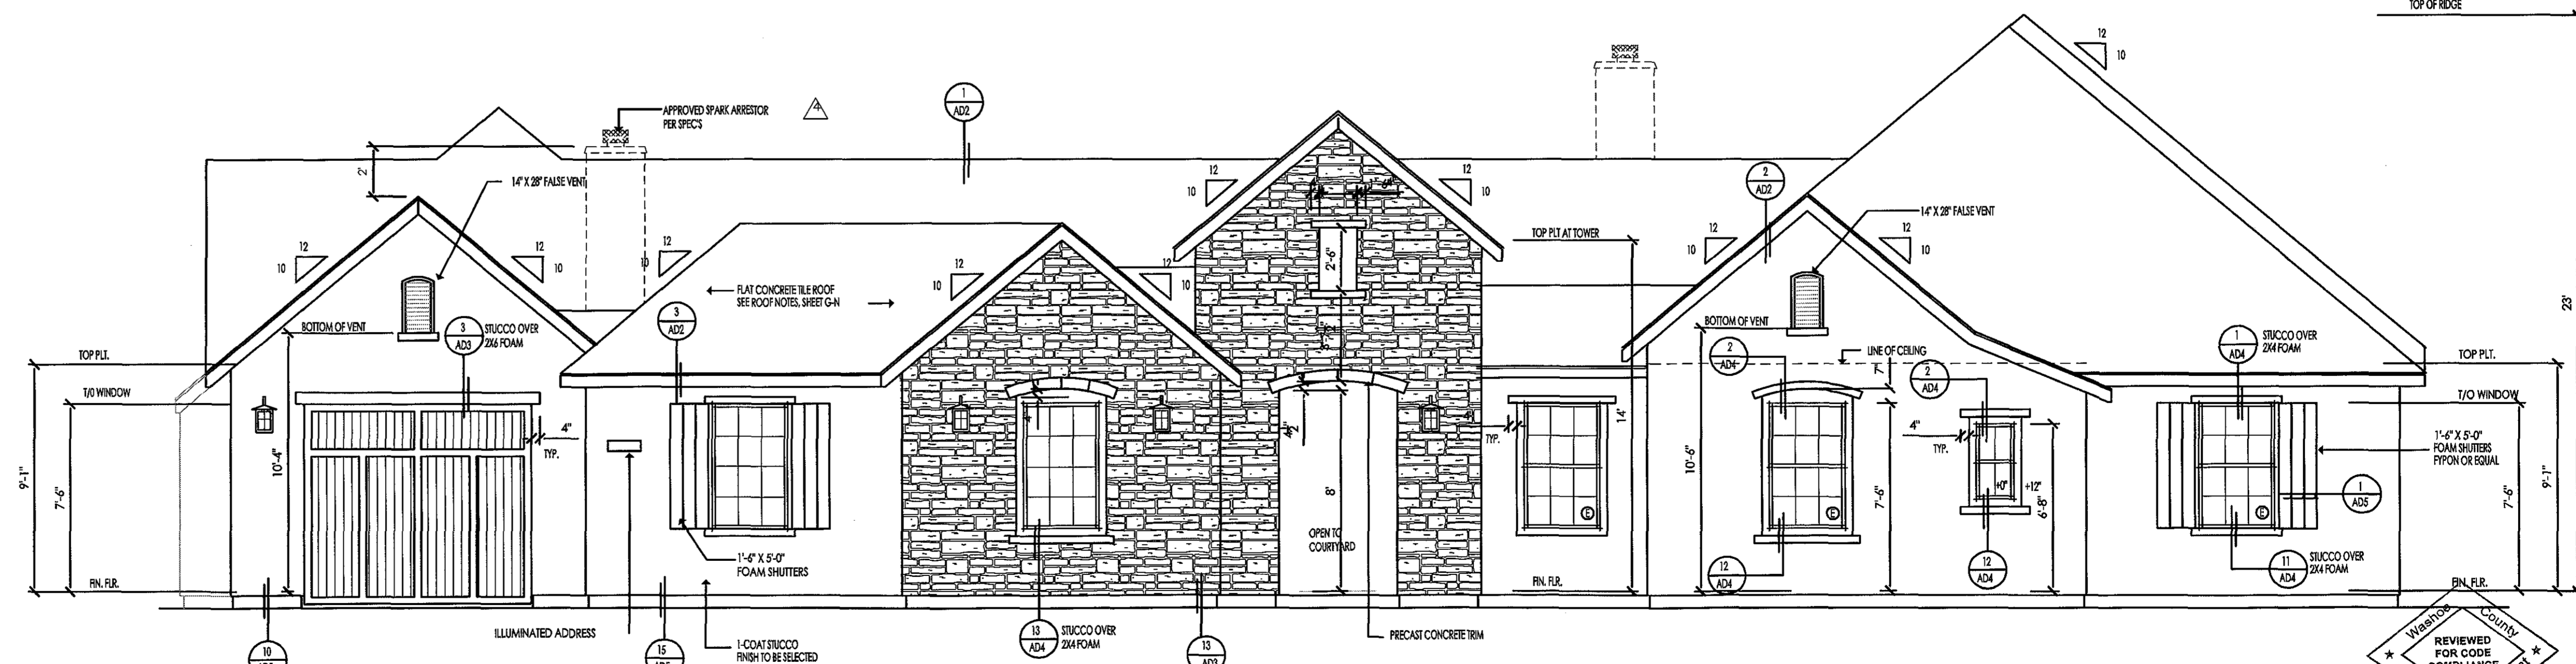 TOP OF RIDGE
12
10
APPROVED SPARK ARRESTOR
PER SPEC'S
4
1
AD2
2'
14" X 28" FALSE VENT
12
10
12
10
12
10
FLAT CONCRETE TILE ROOF
SEE ROOF NOTES, SHEET G-N
3
AD2
12
10
12
10
12
10
12
10
2'-6"
TOP PLT AT TOWER
2
AD2
14" X 28" FALSE VENT
12
10
12
10
23'
BOTTOM OF VENT
3
AD3
STUCCO OVER
2X6 FOAM
BOTTOM OF VENT
2
AD4
LINE OF CEILING
7"
2
AD4
1
AD4
STUCCO OVER
2X4 FOAM
TOP PLT.
TOP PLT.
T/O WINDOW
T/O WINDOW
4"
TYP.
4"
4"
TYP.
14'
4"
TYP.
1'-6" X 5'-0"
FOAM SHUTTERS
FYPON OR EQUAL
9'-1"
7'-6"
10'-4"
8'
10'-6"
7'-6"
+0"
+12"
6'-8"
1
AD5
7'-6"
9'-1"
E
E
E
OPEN TO
COURTYARD
1'-6" X 5'-0"
FOAM SHUTTERS
12
AD4
12
AD4
11
AD4
STUCCO OVER
2X4 FOAM
FIN. FLR.
FIN. FLR.
FIN. FLR.
ILLUMINATED ADDRESS
1-COAT STUCCO
FINISH TO BE SELECTED
13
AD4
STUCCO OVER
2X4 FOAM
PRECAST CONCRETE TRIM
10
15
13
AD3
Washoe County
REVIEWED
FOR CODE
COMPLIANCE